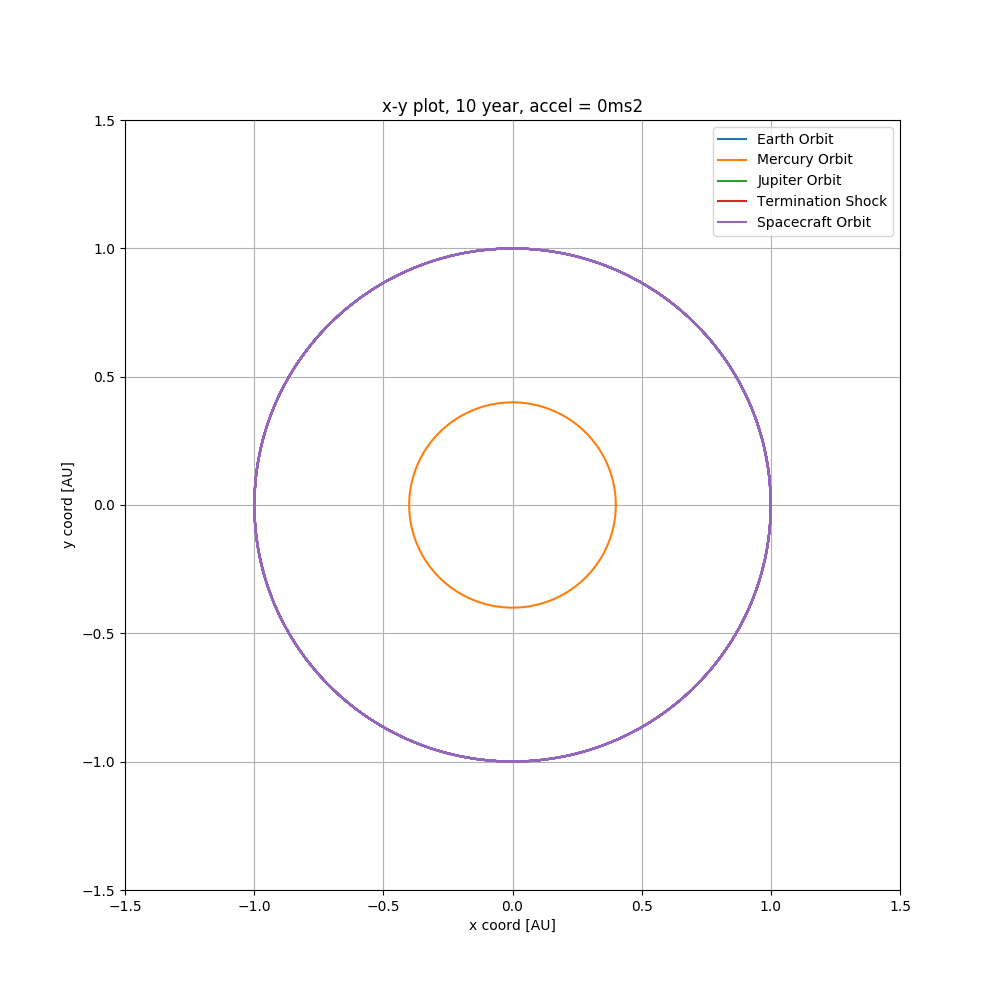 x-y plot, 10 year, accel = 0ms2
Earth Orbit
Mercury Orbit
Jupiter Orbit
Termination Shock
Spacecraft Orbit
y coord [AU]
1.5
1.0
0.5
0.0
−0.5
−1.0
−1.5
−1.5 −1.0 −0.5 0.0 0.5 1.0 1.5
x coord [AU]